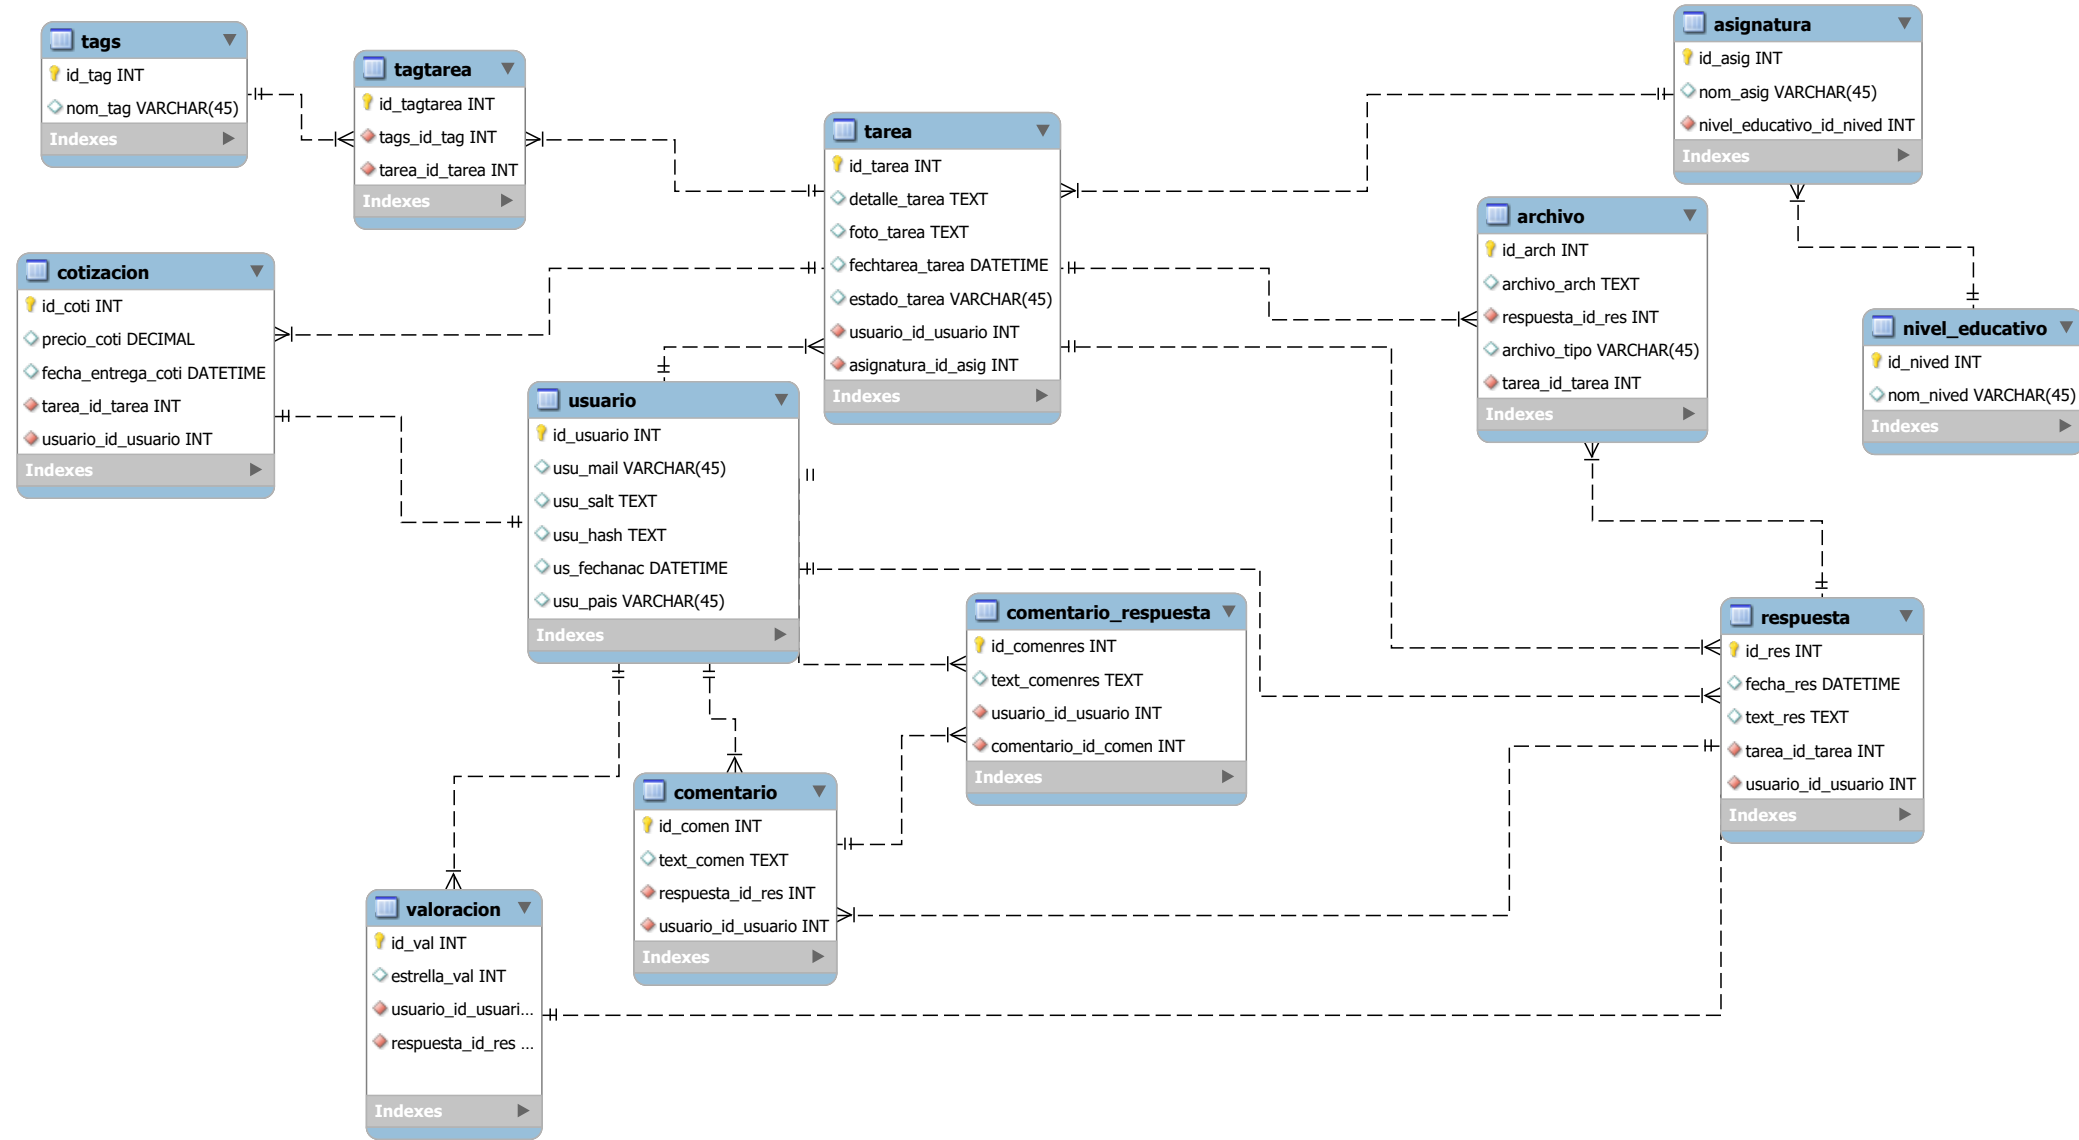 tags
id_tag INT
nom_tag VARCHAR(45)
Indexes
tagtarea
id_tagtarea INT
tags_id_tag INT
tarea_id_tarea INT
Indexes
tarea
id_tarea INT
detalle_tarea TEXT
foto_tarea TEXT
fechtarea_tarea DATETIME
estado_tarea VARCHAR(45)
usuario_id_usuario INT
asignatura_id_asig INT
Indexes
asignatura
id_asig INT
nom_asig VARCHAR(45)
nivel_educativo_id_nived INT
Indexes
archivo
id_arch INT
archivo_arch TEXT
respuesta_id_res INT
archivo_tipo VARCHAR(45)
tarea_id_tarea INT
Indexes
nivel_educativo
id_nived INT
nom_nived VARCHAR(45)
Indexes
cotizacion
id_coti INT
precio_coti DECIMAL
fecha_entrega_coti DATETIME
tarea_id_tarea INT
usuario_id_usuario INT
Indexes
usuario
id_usuario INT
usu_mail VARCHAR(45)
usu_salt TEXT
usu_hash TEXT
us_fechanac DATETIME
usu_pais VARCHAR(45)
Indexes
comentario_respuesta
id_comenres INT
text_comenres TEXT
usuario_id_usuario INT
comentario_id_comen INT
Indexes
respuesta
id_res INT
fecha_res DATETIME
text_res TEXT
tarea_id_tarea INT
usuario_id_usuario INT
Indexes
comentario
id_comen INT
text_comen TEXT
respuesta_id_res INT
usuario_id_usuario INT
Indexes
valoracion
id_val INT
estrella_val INT
usuario_id_usuari...
respuesta_id_res ...
Indexes